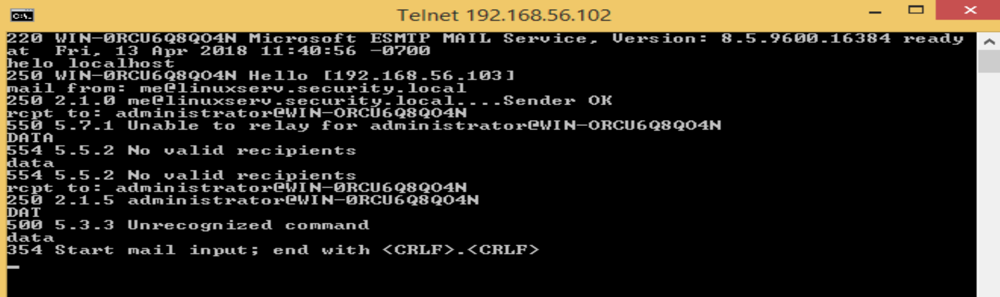 C:\.
Telnet 192.168.56.102
220 WIN-0RCU6Q8QO4N Microsoft ESMTP MAIL Service, Version: 8.5.9600.16384 ready
at  Fri, 13 Apr 2018 11:40:56 -0700
helo localhost
250 WIN-0RCU6Q8QO4N Hello [192.168.56.103]
mail from: me@linuxserv.security.local
250 2.1.0 me@linuxserv.security.local....Sender OK
rcpt to: administrator@WIN-ORCU6Q8QO4N
550 5.7.1 Unable to relay for administrator@WIN-ORCU6Q8QO4N
DATA
554 5.5.2 No valid recipients
data
554 5.5.2 No valid recipients
rcpt to: administrator@WIN-0RCU6Q8QO4N
250 2.1.5 administrator@WIN-0RCU6Q8QO4N
DAT
500 5.3.3 Unrecognized command
data
354 Start mail input; end with <CRLF>.<CRLF>